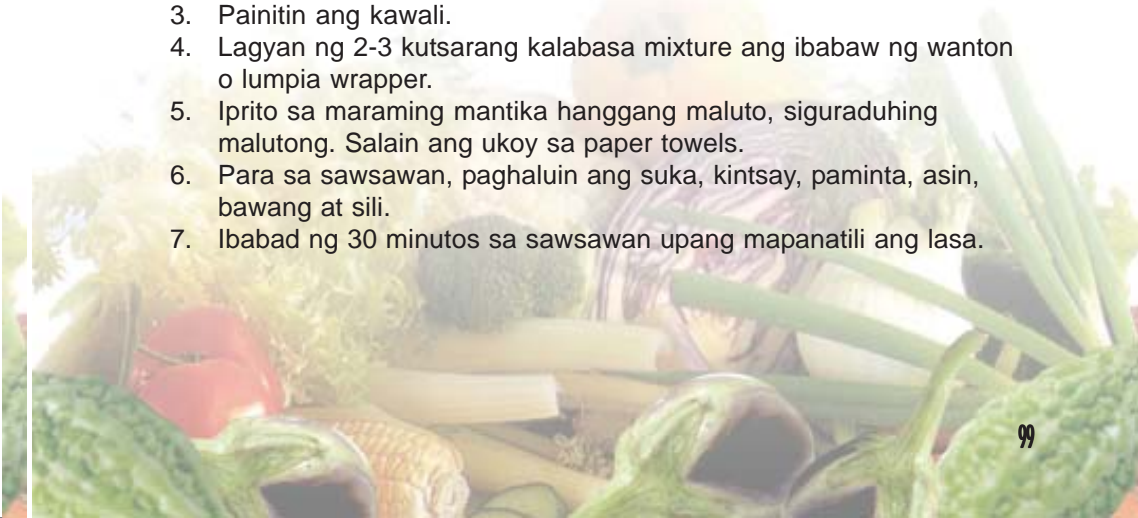 3. Painitin ang kawali.
4. Lagyan ng 2-3 kutsarang kalabasa mixture ang ibabaw ng wanton
o lumpia wrapper.
5. Iprito sa maraming mantika hanggang maluto, siguraduhing
malutong. Salain ang ukoy sa paper towels.
6. Para sa sawsawan, paghaluin ang suka, kintsay, paminta, asin,
bawang at sili.
7. Ibabad ng 30 minutos sa sawsawan upang mapanatili ang lasa.
99